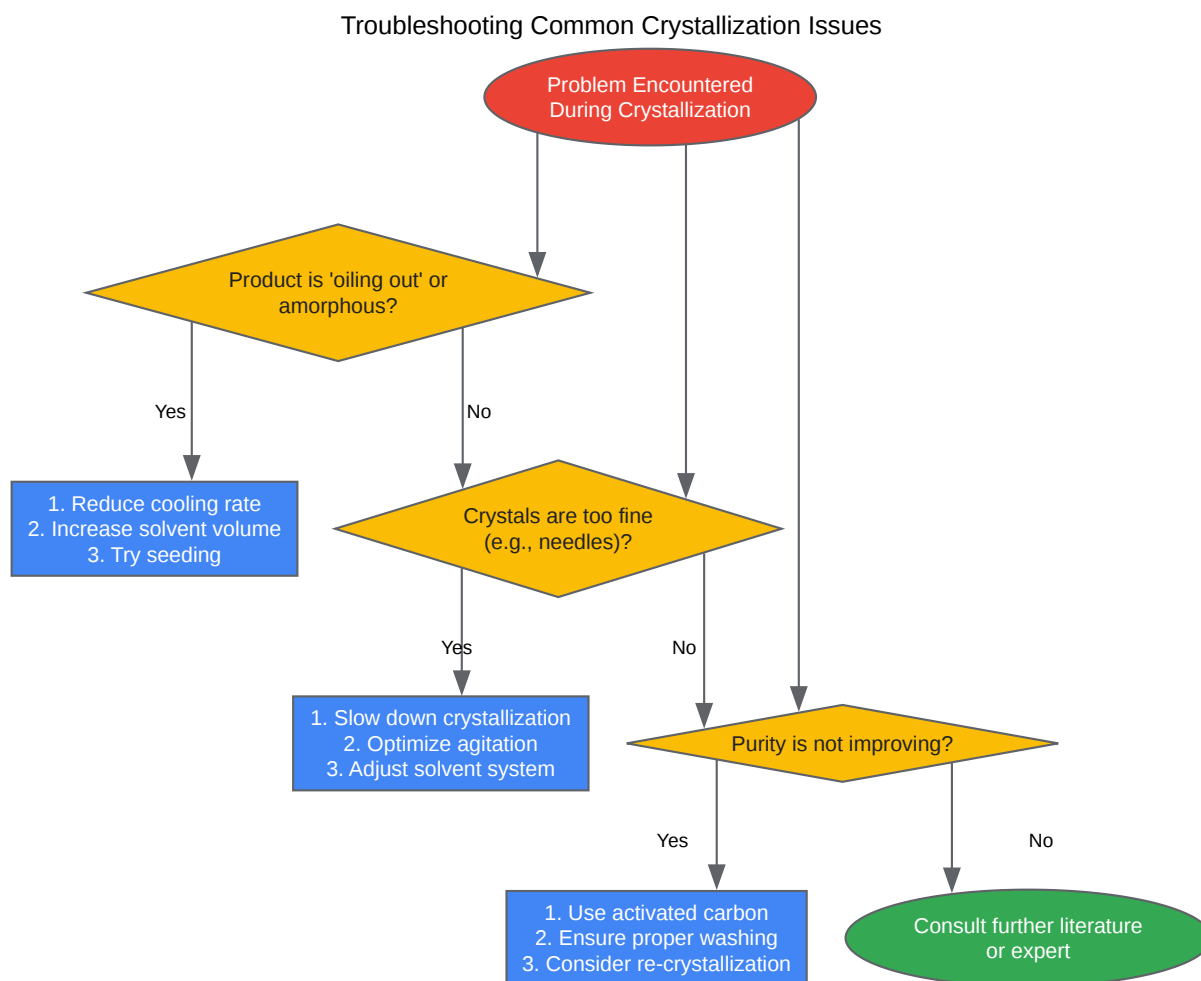 Troubleshooting Common Crystallization Issues
Problem Encountered
During Crystallization
Product is 'oiling out' or
amorphous?
Yes
No
1. Reduce cooling rate
2. Increase solvent volume
3. Try seeding
Crystals are too fine
(e.g., needles)?
Yes
No
1. Slow down crystallization
2. Optimize agitation
3. Adjust solvent system
Purity is not improving?
Yes
No
1. Use activated carbon
2. Ensure proper washing
3. Consider re-crystallization
Consult further literature
or expert